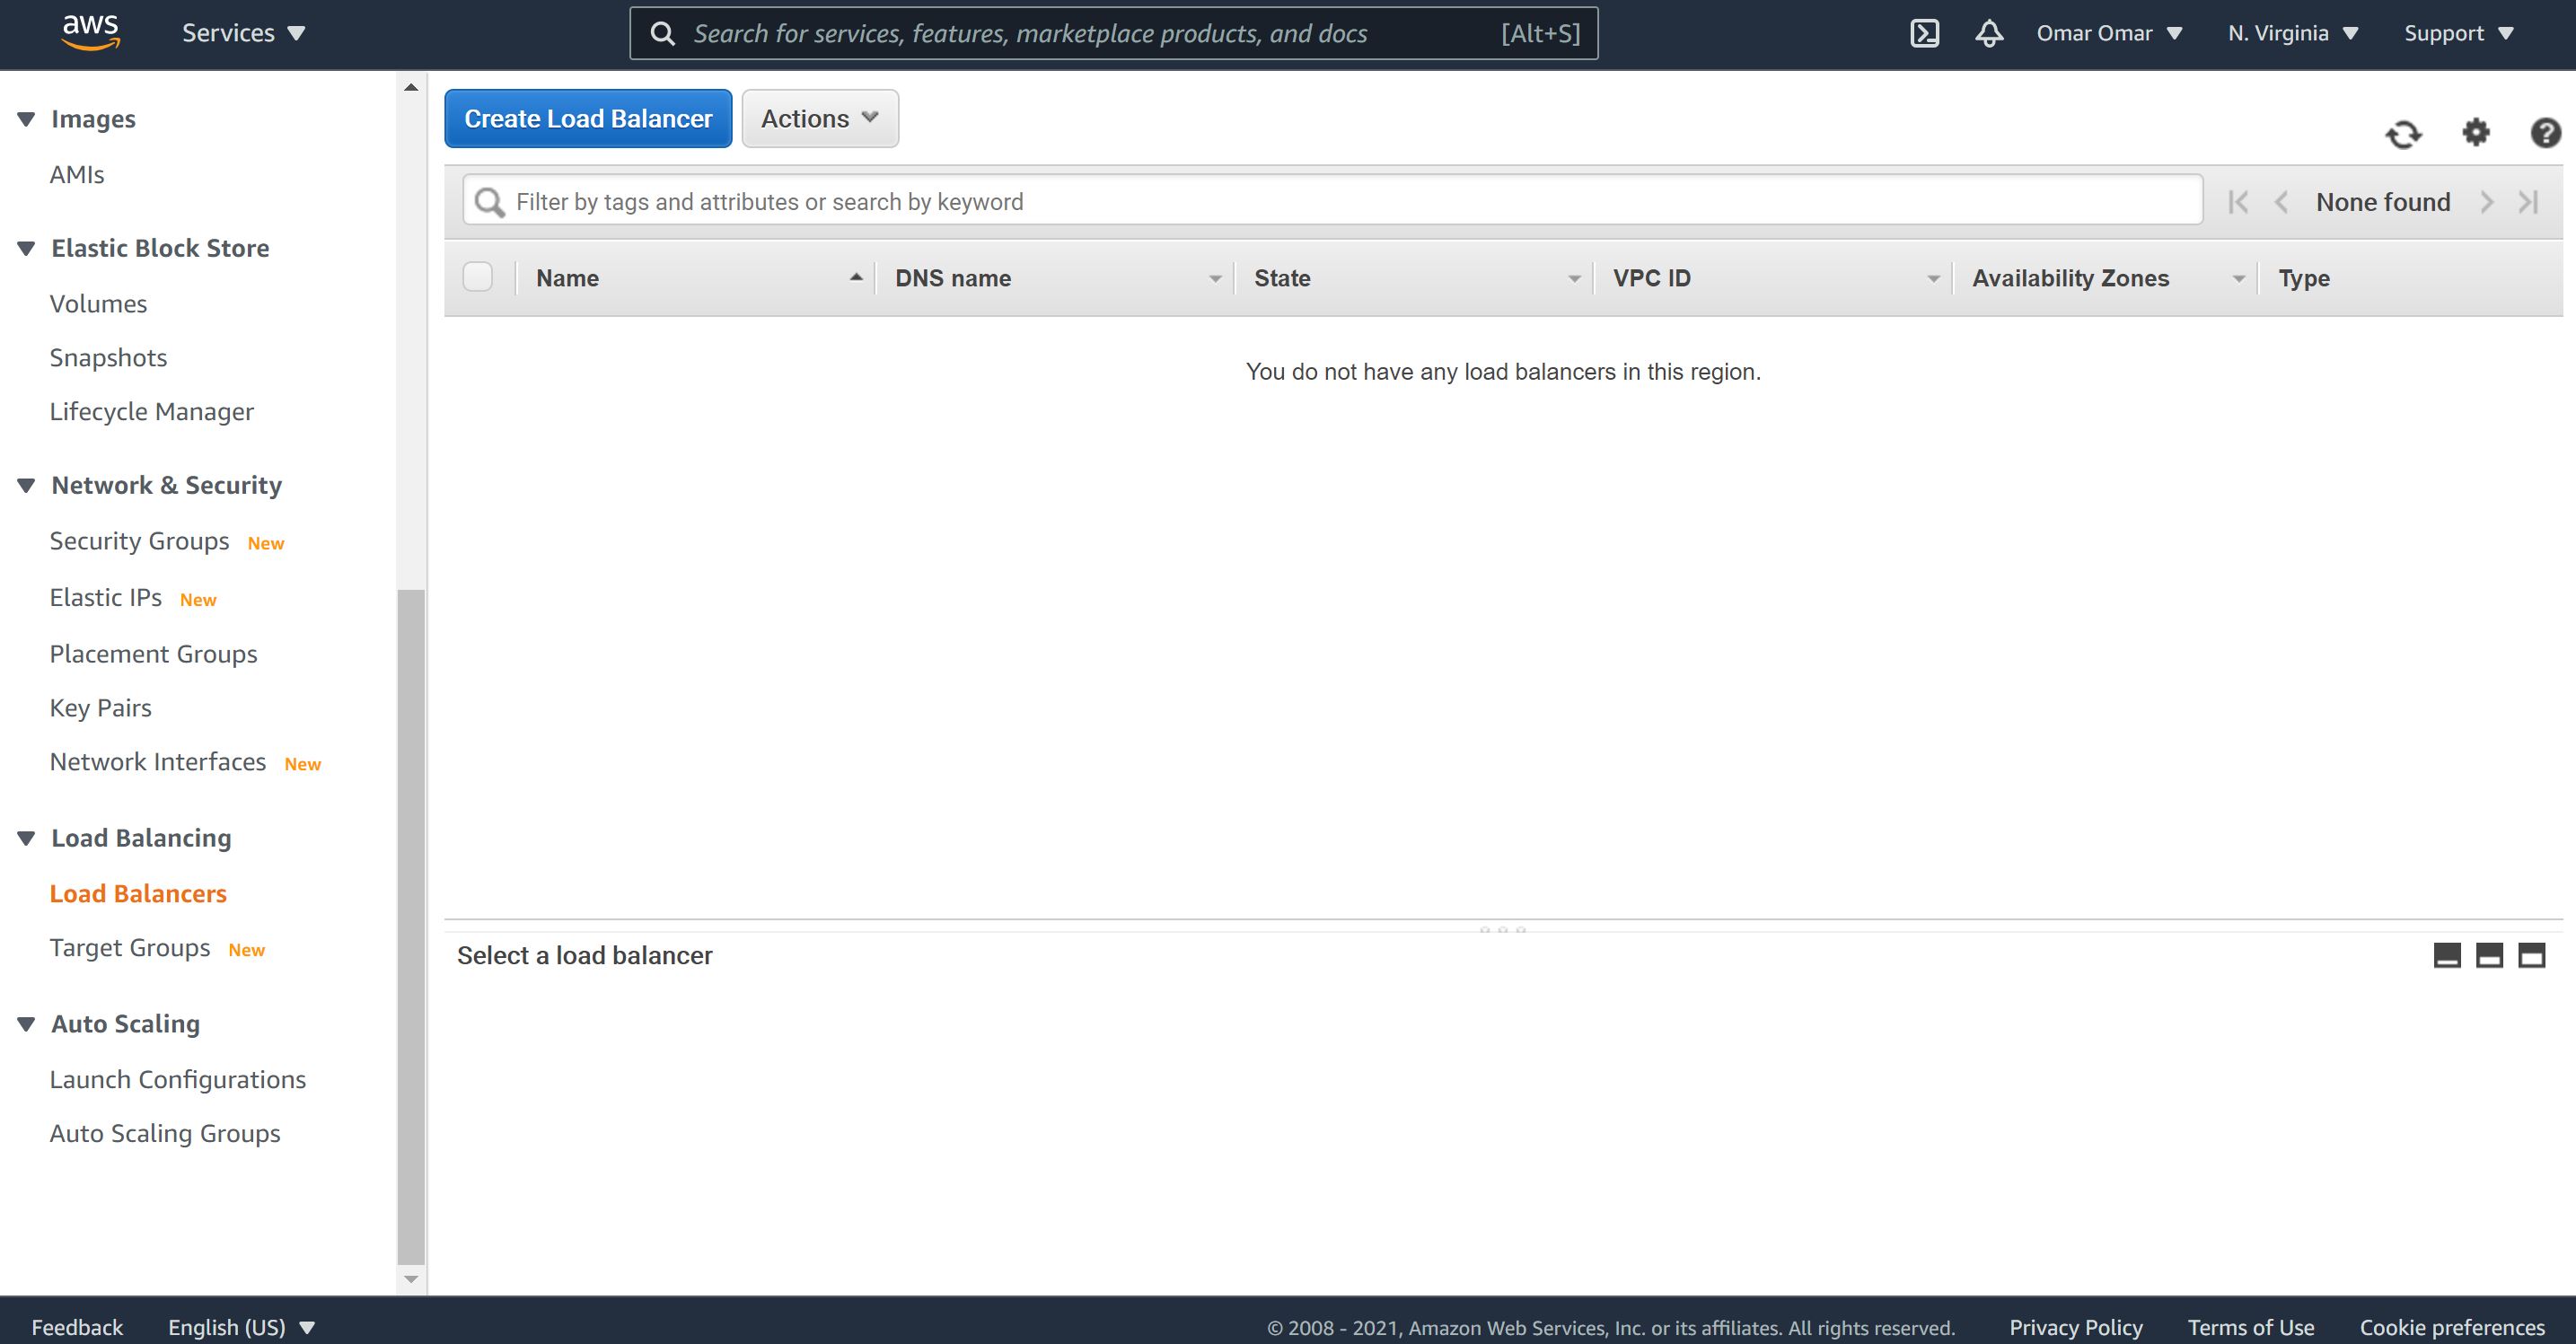 aws
Services
Search for services, features, marketplace products, and docs [Alt+S]
Omar Omar
N. Virginia
Support
Images
AMIs
Elastic Block Store
Volumes
Snapshots
Lifecycle Manager
Network & Security
Security Groups New
Elastic IPs New
Placement Groups
Key Pairs
Network Interfaces New
Load Balancing
Load Balancers
Target Groups New
Auto Scaling
Launch Configurations
Auto Scaling Groups
Create Load Balancer
Actions
Filter by tags and attributes or search by keyword
None found
Name DNS name State VPC ID Availability Zones Type
You do not have any load balancers in this region.
Select a load balancer
Feedback English (US) © 2008 - 2021, Amazon Web Services, Inc. or its affiliates. All rights reserved. Privacy Policy Terms of Use Cookie preferences